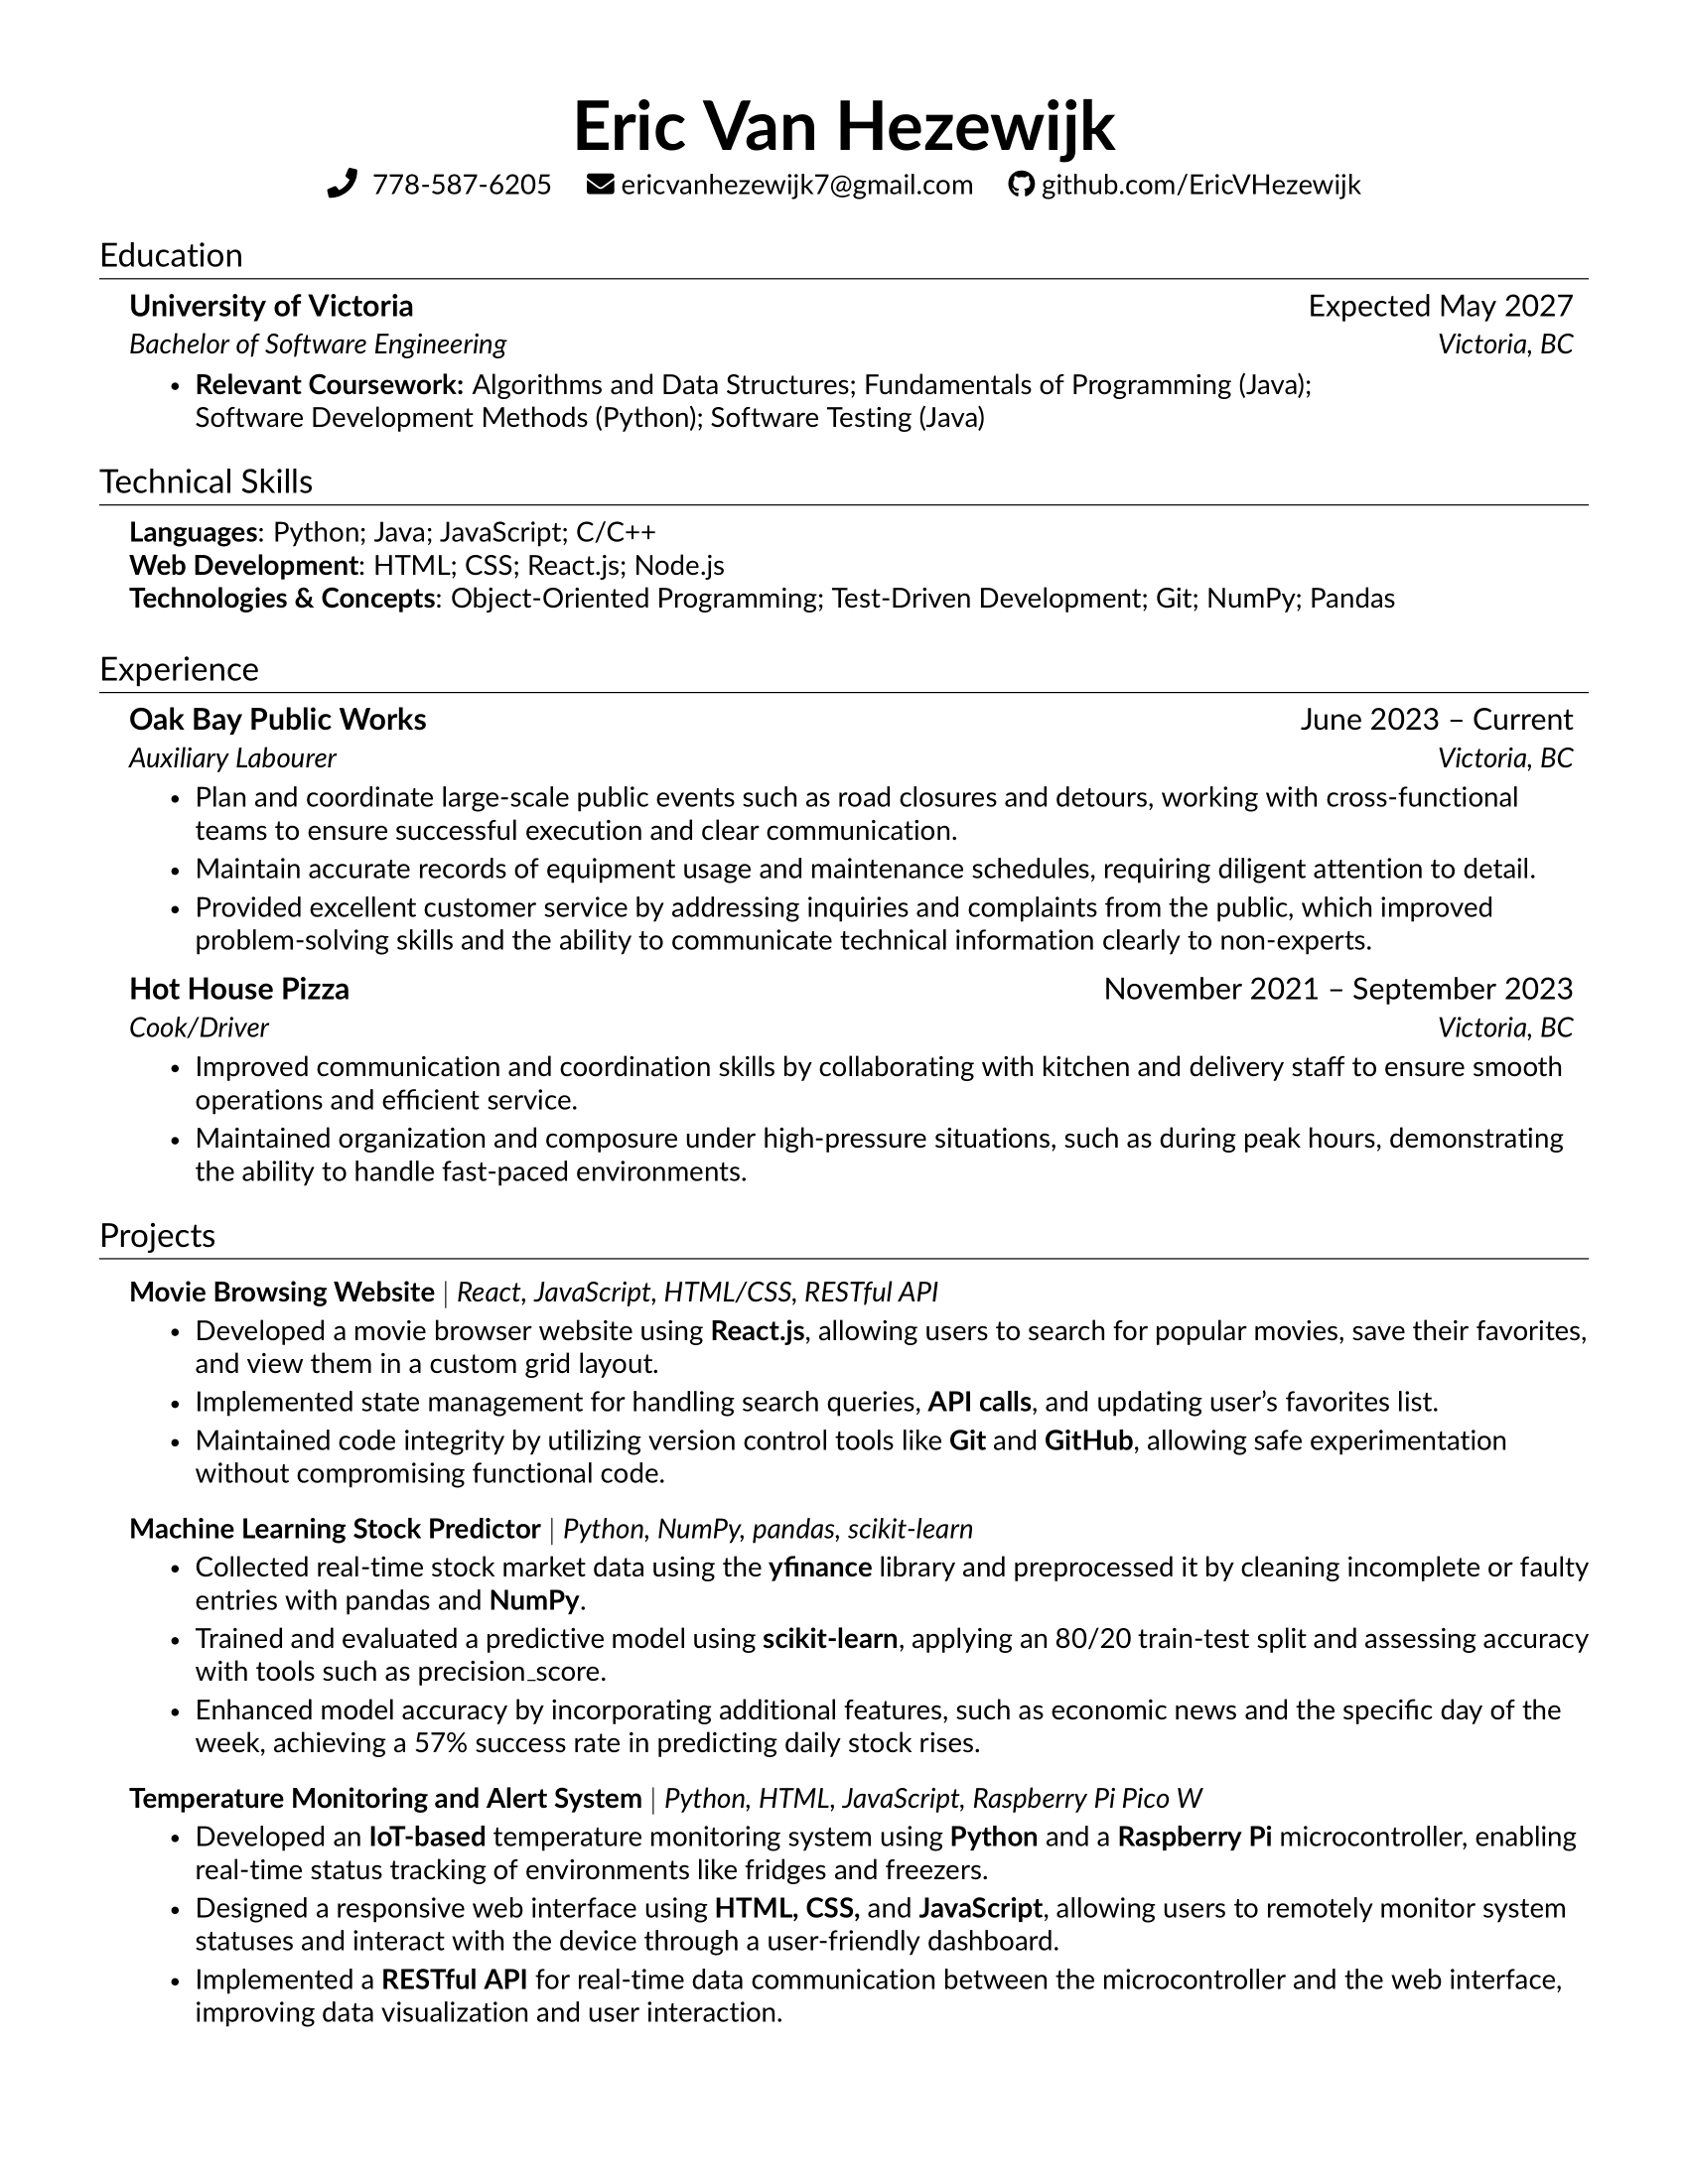 Eric Van Hezewijk
778-587-6205 ericvanhezewijk7@gmail.com github.com/EricVHezewijk
Education
University of Victoria Expected May 2027
Bachelor of Software Engineering Victoria, BC
• Relevant Coursework: Algorithms and Data Structures; Fundamentals of Programming (Java);
Software Development Methods (Python); Software Testing (Java)
Technical Skills
Languages: Python; Java; JavaScript; C/C++
Web Development: HTML; CSS; React.js; Node.js
Technologies & Concepts: Object-Oriented Programming; Test-Driven Development; Git; NumPy; Pandas
Experience
Oak Bay Public Works June 2023 – Current
Auxiliary Labourer Victoria, BC
• Plan and coordinate large-scale public events such as road closures and detours, working with cross-functional
teams to ensure successful execution and clear communication.
• Maintain accurate records of equipment usage and maintenance schedules, requiring diligent attention to detail.
• Provided excellent customer service by addressing inquiries and complaints from the public, which improved
problem-solving skills and the ability to communicate technical information clearly to non-experts.
Hot House Pizza November 2021 – September 2023
Cook/Driver Victoria, BC
• Improved communication and coordination skills by collaborating with kitchen and delivery staff to ensure smooth
operations and efficient service.
• Maintained organization and composure under high-pressure situations, such as during peak hours, demonstrating
the ability to handle fast-paced environments.
Projects
Movie Browsing Website | React, JavaScript, HTML/CSS, RESTful API
• Developed a movie browser website using React.js, allowing users to search for popular movies, save their favorites,
and view them in a custom grid layout.
• Implemented state management for handling search queries, API calls, and updating user’s favorites list.
• Maintained code integrity by utilizing version control tools like Git and GitHub, allowing safe experimentation
without compromising functional code.
Machine Learning Stock Predictor | Python, NumPy, pandas, scikit-learn
• Collected real-time stock market data using the yfinance library and preprocessed it by cleaning incomplete or faulty
entries with pandas and NumPy.
• Trained and evaluated a predictive model using scikit-learn, applying an 80/20 train-test split and assessing accuracy
with tools such as precision_score.
• Enhanced model accuracy by incorporating additional features, such as economic news and the specific day of the
week, achieving a 57% success rate in predicting daily stock rises.
Temperature Monitoring and Alert System | Python, HTML, JavaScript, Raspberry Pi Pico W
• Developed an IoT-based temperature monitoring system using Python and a Raspberry Pi microcontroller, enabling
real-time status tracking of environments like fridges and freezers.
• Designed a responsive web interface using HTML, CSS, and JavaScript, allowing users to remotely monitor system
statuses and interact with the device through a user-friendly dashboard.
• Implemented a RESTful API for real-time data communication between the microcontroller and the web interface,
improving data visualization and user interaction.